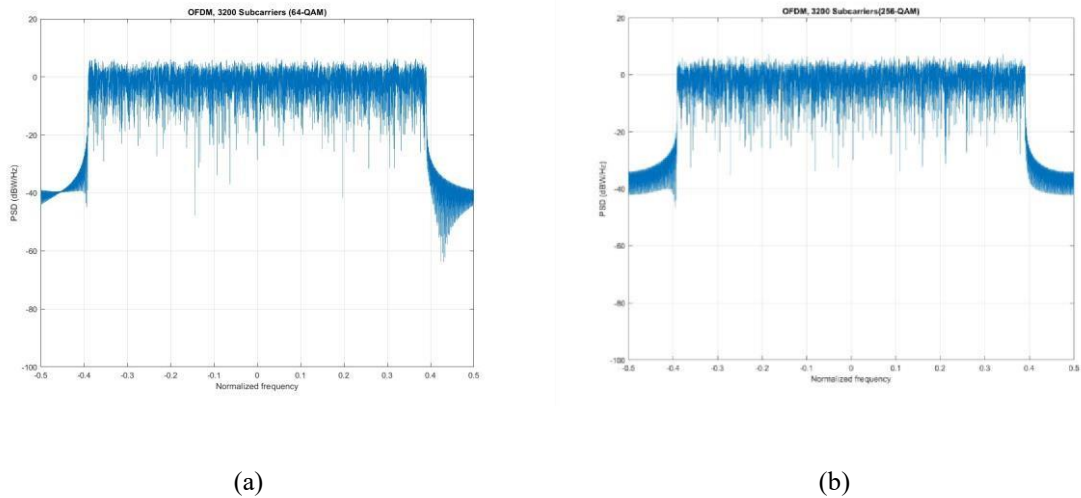 OFDM, 3200 Subcarriers (64-QAM)
20
0
-20
-40
-60
-80
-100
PSD (dBW/Hz)
-0.5 -0.4 -0.3 -0.2 -0.1 0 0.1 0.2 0.3 0.4 0.5
Normalized frequency
(a)
OFDM, 3200 Subcarriers(256-QAM)
20
0
-20
-40
-60
-80
-100
PSD (dBW/Hz)
-0.5 -0.4 -0.3 -0.2 -0.1 0 0.1 0.2 0.3 0.4 0.5
Normalized frequency
(b)